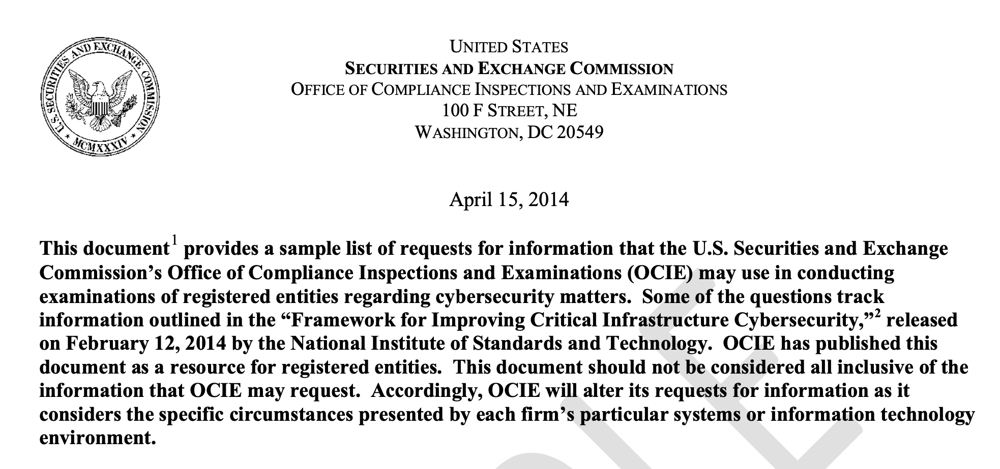 U.S. SECURITIES AND EXCHANGE COMMISSION
MCMXXXIV
UNITED STATES
SECURITIES AND EXCHANGE COMMISSION
OFFICE OF COMPLIANCE INSPECTIONS AND EXAMINATIONS
100 F STREET, NE
WASHINGTON, DC 20549
April 15, 2014
This document1 provides a sample list of requests for information that the U.S. Securities and Exchange
Commission’s Office of Compliance Inspections and Examinations (OCIE) may use in conducting
examinations of registered entities regarding cybersecurity matters.  Some of the questions track
information outlined in the “Framework for Improving Critical Infrastructure Cybersecurity,”2 released
on February 12, 2014 by the National Institute of Standards and Technology.  OCIE has published this
document as a resource for registered entities.  This document should not be considered all inclusive of the
information that OCIE may request.  Accordingly, OCIE will alter its requests for information as it
considers the specific circumstances presented by each firm’s particular systems or information technology
environment.